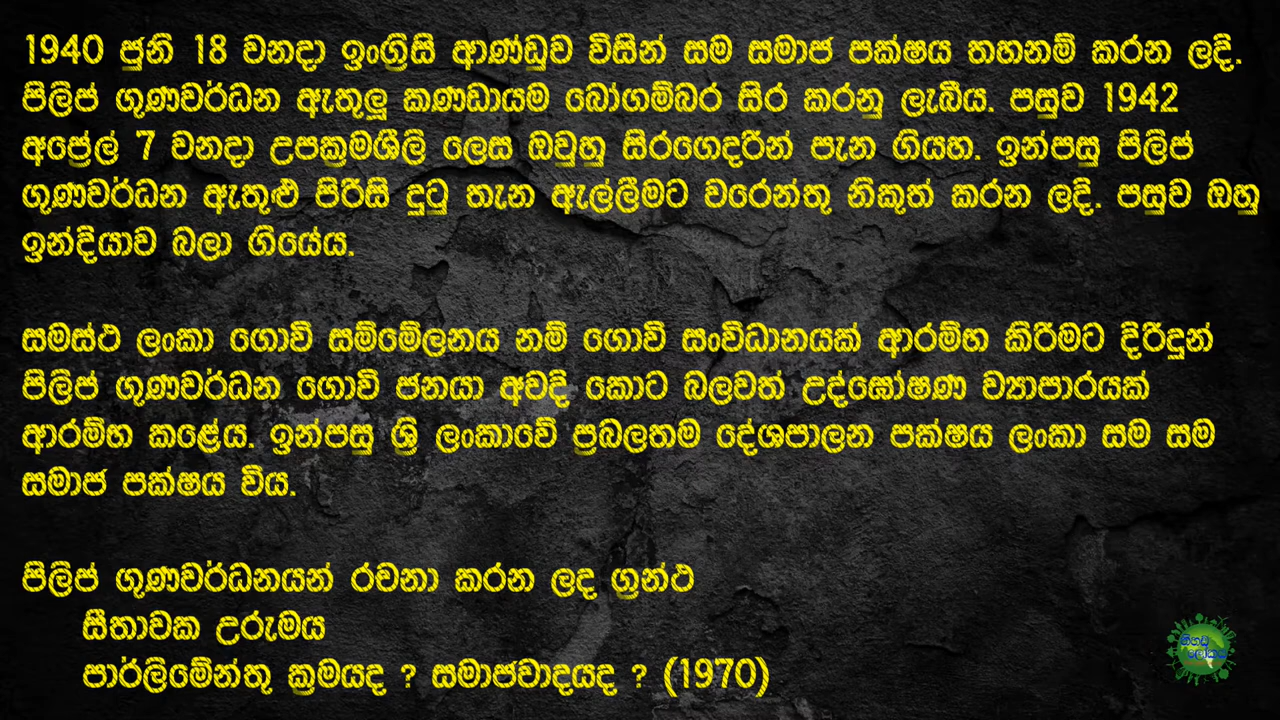 1940 ජුනි 18 වනදා ඉංග්‍රිසි ආණ්ඩුව විසින් සම සමාජ පක්ෂය තහනම් කරන ලදි.
පිලිප් ගුණවර්ධන ඇතුලූ කණඩායම බෝගම්බර සිර කරනු ලැබීය. පසුව 1942
අප්‍රේල් 7 වනදා උපක්‍රමශීලි ලෙස ඔවුහු සිරගෙදරින් පැන ගියහ. ඉන්පසු පිලිප්
ගුණවර්ධන ඇතුළු පිරිසි දුටු තැන ඇල්ලීමට වරෙන්තු නිකුත් කරන ලදි. පසුව ඔහු
ඉන්දියාව බලා ගියේය.
සමස්ථ ලංකා ගොවි සම්මේලනය නම් ගොවි සංවිධානයක් ආරම්භ කිරිමට දිරිදුන්
පිලිප් ගුණවර්ධන ගොවි ජනයා අවදි කොට බලවත් උද්ඝෝෂණ ව්‍යාපාරයක්
ආරම්භ කළේය. ඉන්පසු ශ්‍රි ලංකාවේ ප්‍රබලතම දේශපාලන පක්ෂය ලංකා සම සම
සමාජ පක්ෂය විය.
පිලිප් ගුණවර්ධනයන් රචනා කරන ලද ග්‍රන්ථ
සීතාවක උරුමය
පාර්ලිමේන්තු ක්‍රමයද ? සමාජවාදයද ? (1970)